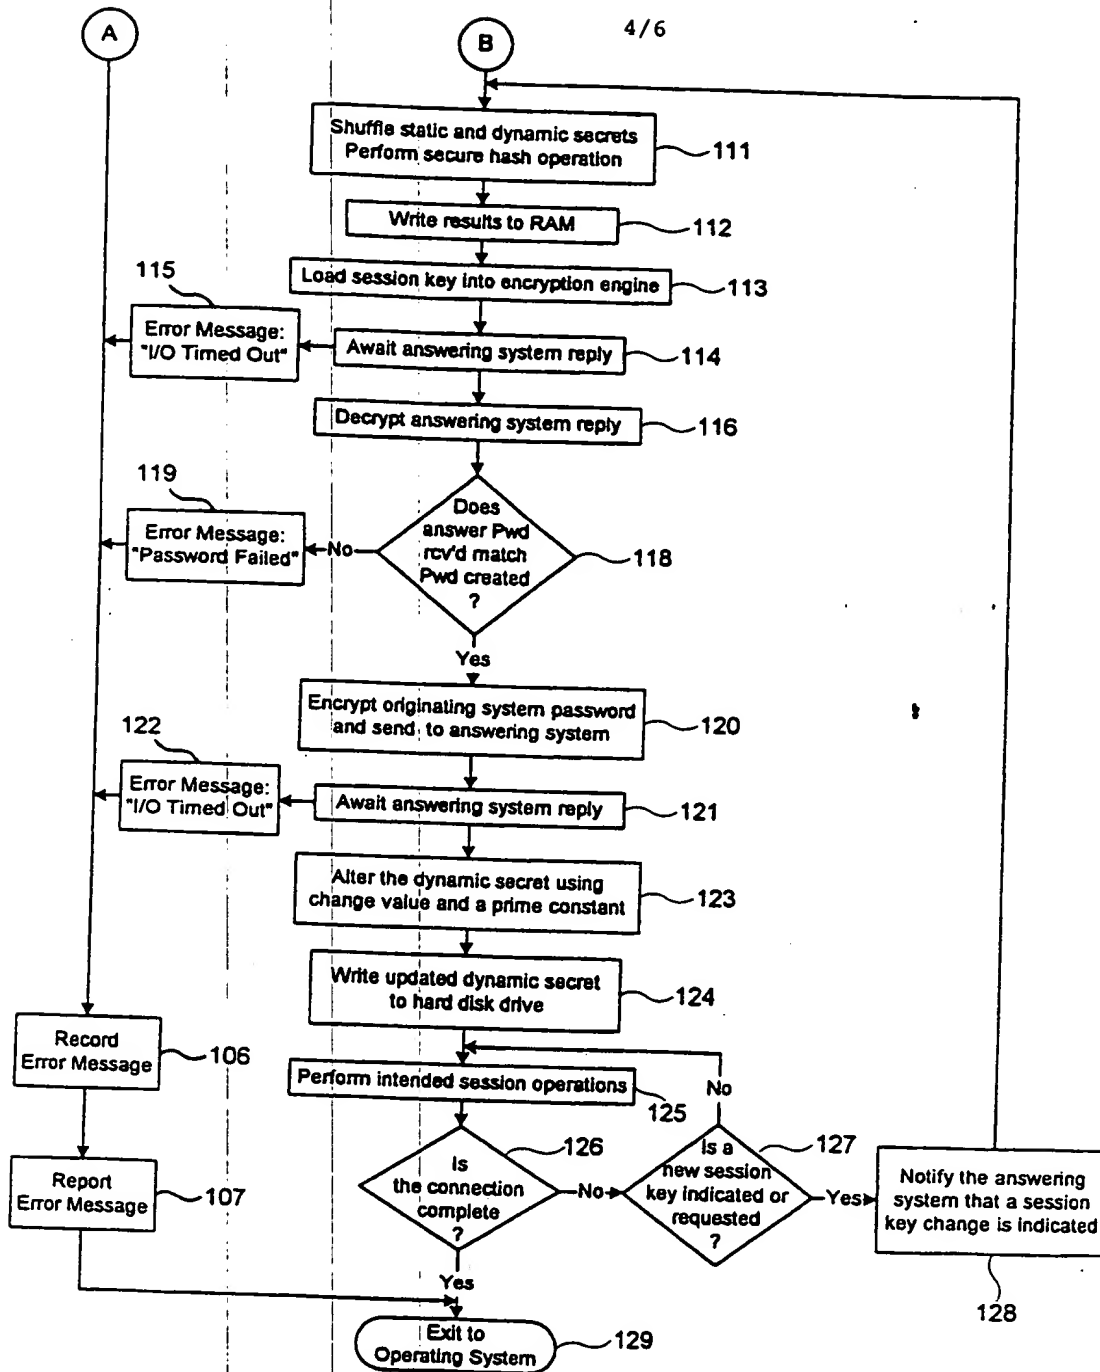 A
4/6
B
Shuffle static and dynamic secrets
Perform secure hash operation
111
Write results to RAM
112
Load session key into encryption engine
113
115
Error Message:
"I/O Timed Out"
Await answering system reply
114
Decrypt answering system reply
116
119
Error Message:
"Password Failed"
No
Does
answer Pwd
rcv'd match
Pwd created
?
118
Yes
Encrypt originating system password
and send to answering system
120
122
Error Message:
"I/O Timed Out"
Await answering system reply
121
Alter the dynamic secret using
change value and a prime constant
123
Write updated dynamic secret
to hard disk drive
124
Record
Error Message
106
Perform intended session operations
125
No
126
Is
the connection
complete
?
No
127
Is a
new session
key indicated or
requested
?
Yes
Notify the answering
system that a session
key change is indicated
128
Report
Error Message
107
Yes
Exit to
Operating System
129